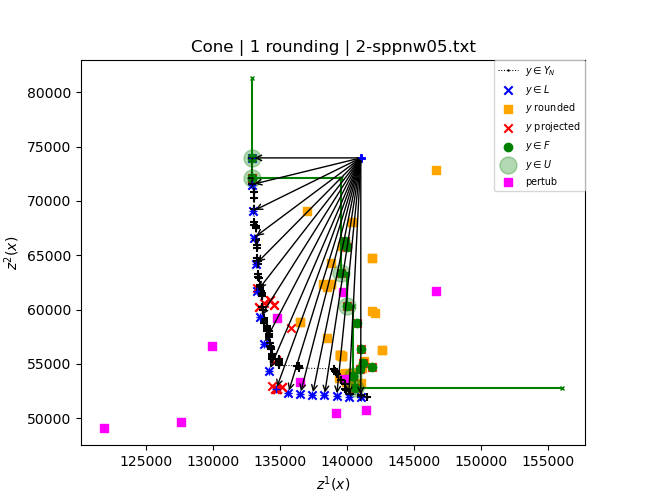 Cone | 1 rounding | 2-sppnw05.txt
y ∈ Y_N
y ∈ L
y rounded
y projected
y ∈ F
y ∈ U
pertub
80000
75000
70000
65000
60000
55000
50000
z²(x)
125000 130000 135000 140000 145000 150000 155000
z¹(x)